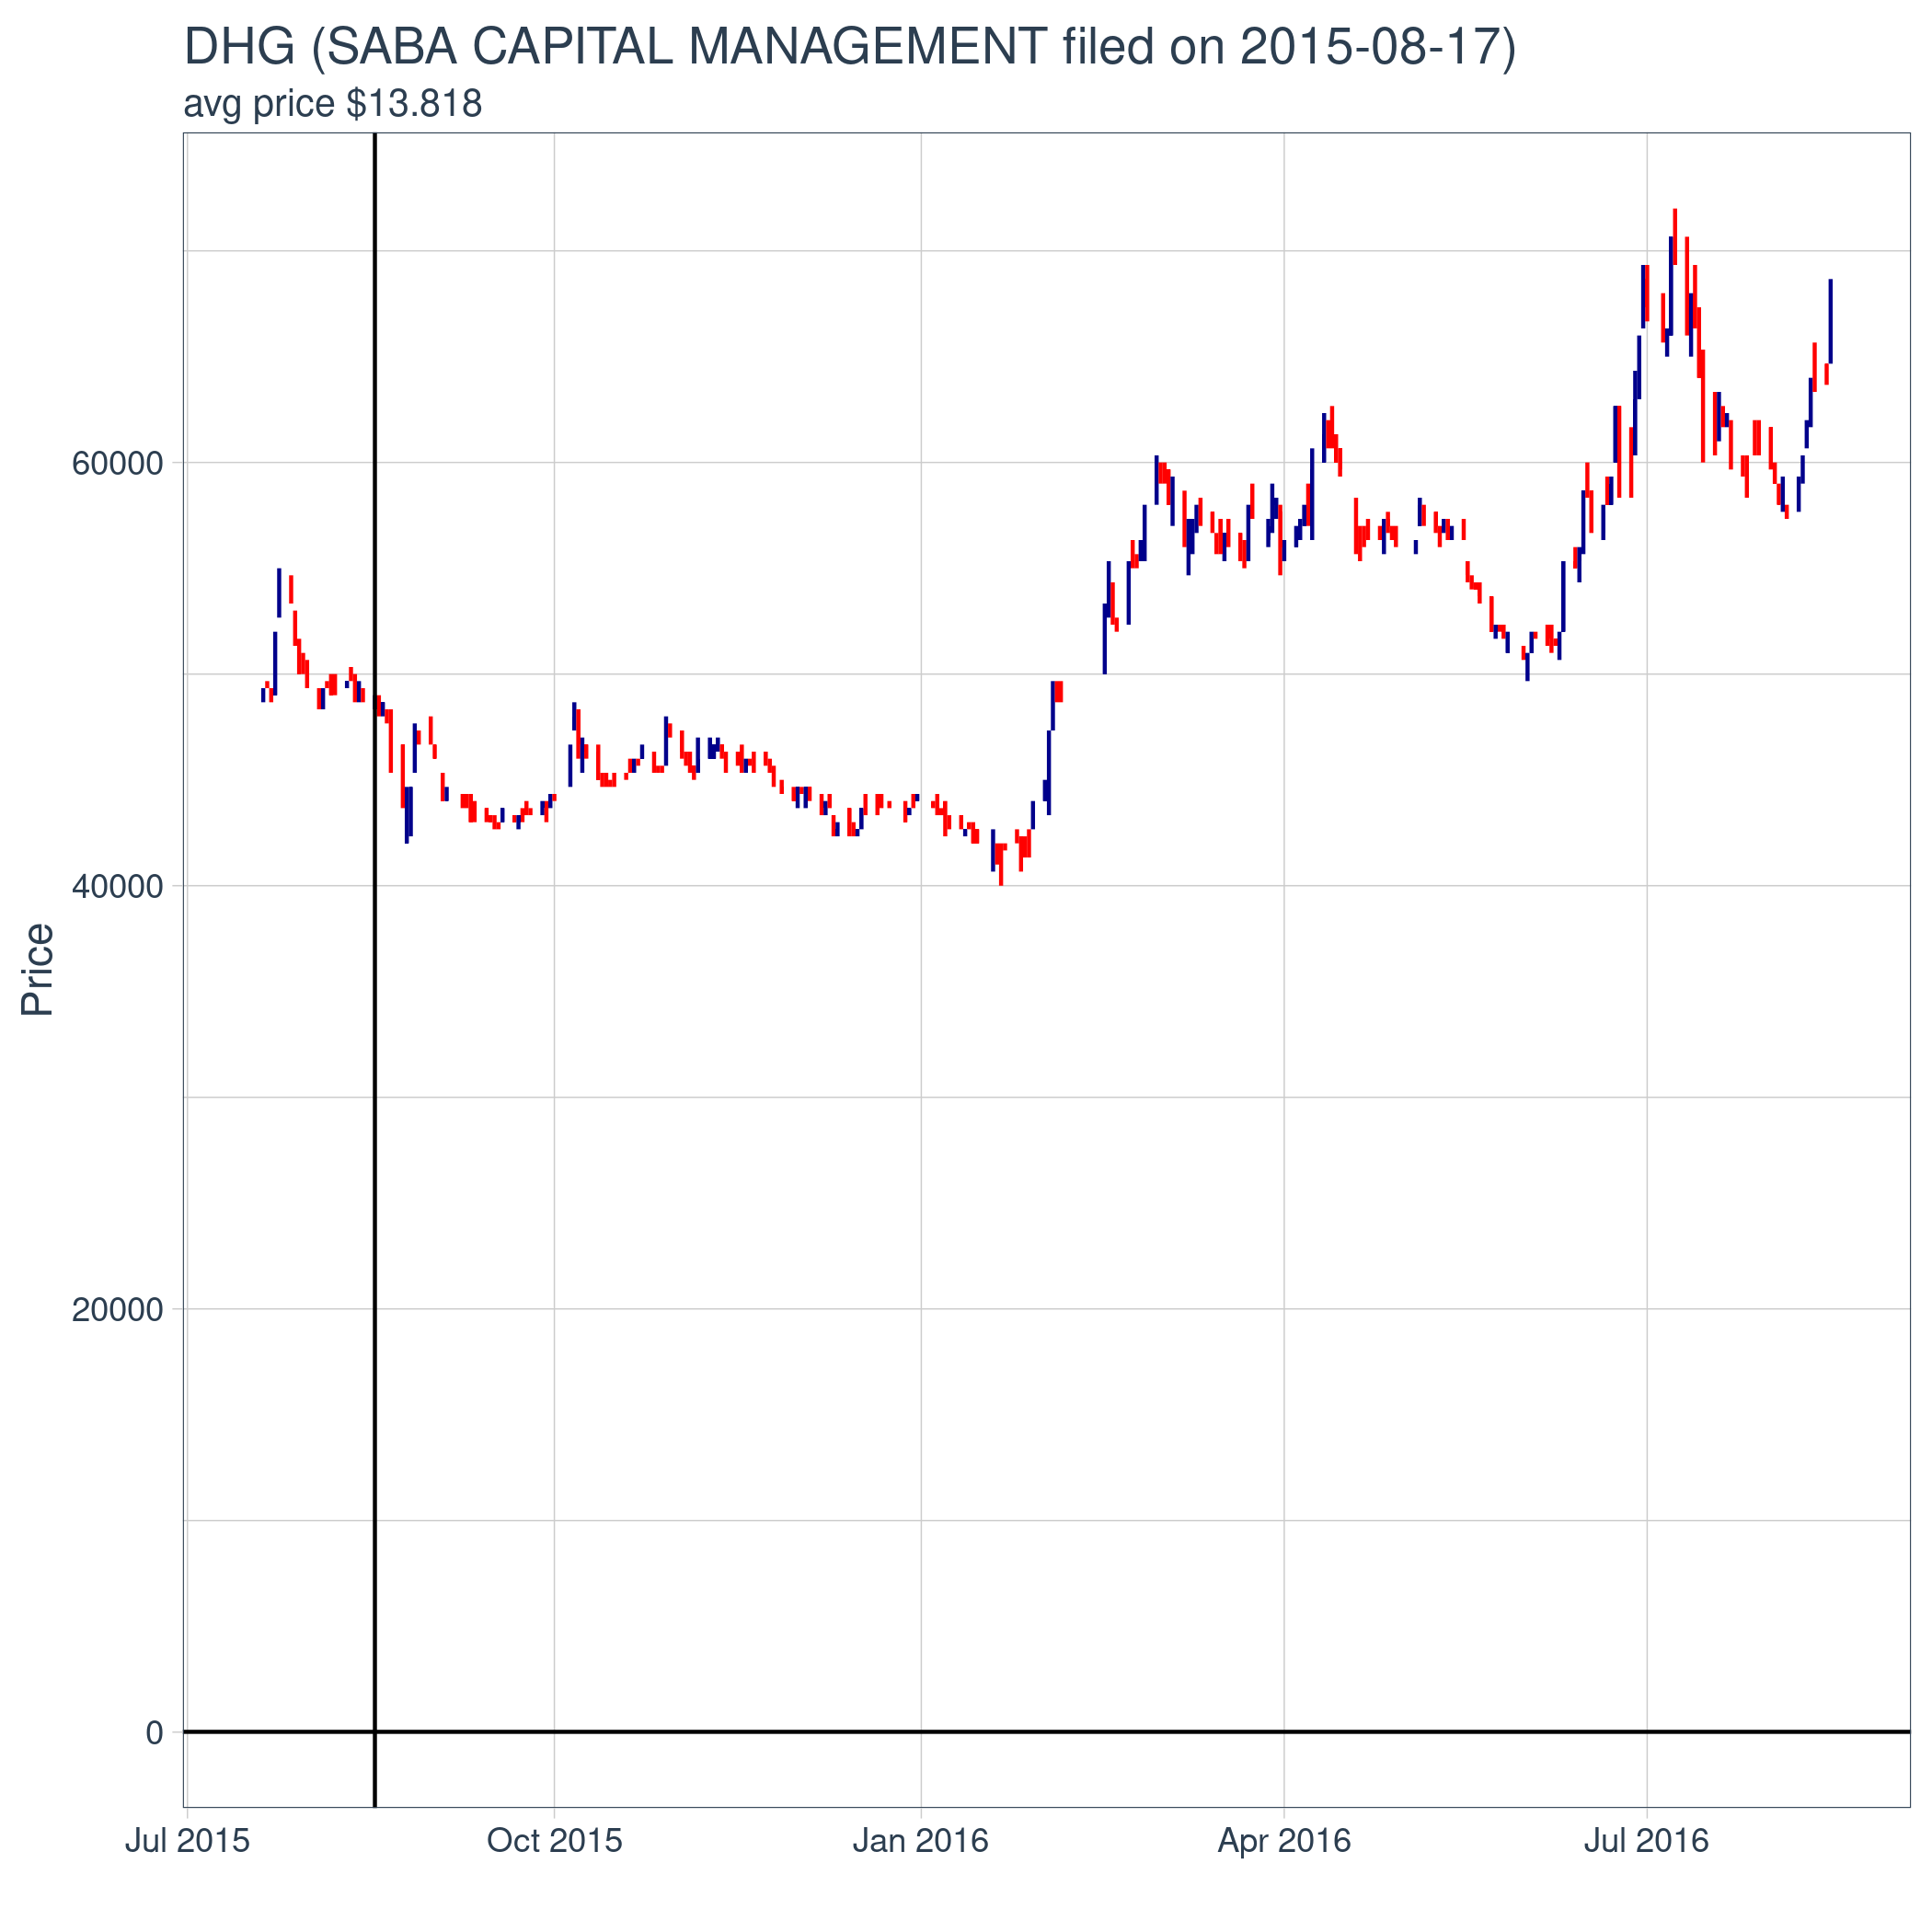 DHG (SABA CAPITAL MANAGEMENT filed on 2015-08-17)
avg price $13.818
60000
40000
Price
20000
0
Jul 2015 Oct 2015 Jan 2016 Apr 2016 Jul 2016